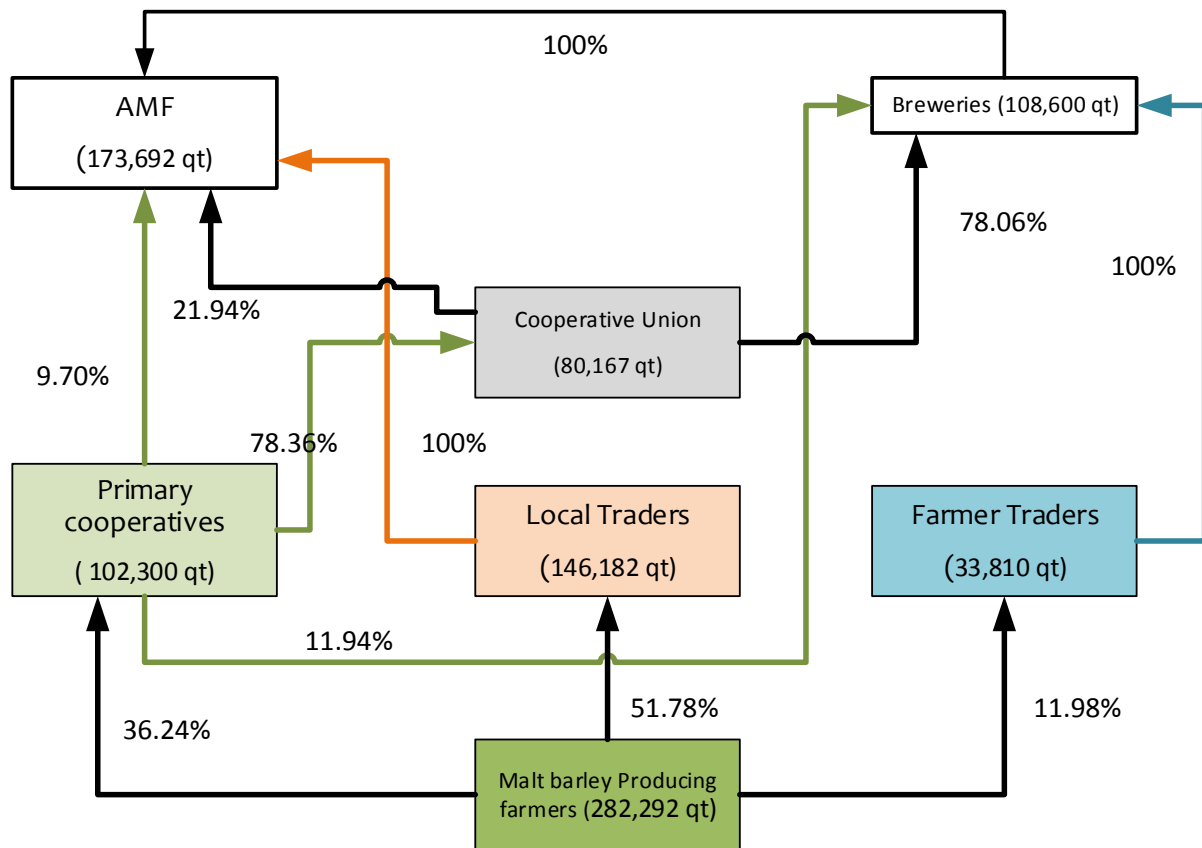 100%
AMF
(173,692 qt)
Breweries (108,600 qt)
78.06%
100%
21.94%
Cooperative Union
(80,167 qt)
9.70%
78.36%
100%
Primary
cooperatives
( 102,300 qt)
Local Traders
(146,182 qt)
Farmer Traders
(33,810 qt)
11.94%
36.24%
51.78%
11.98%
Malt barley Producing
farmers (282,292 qt)